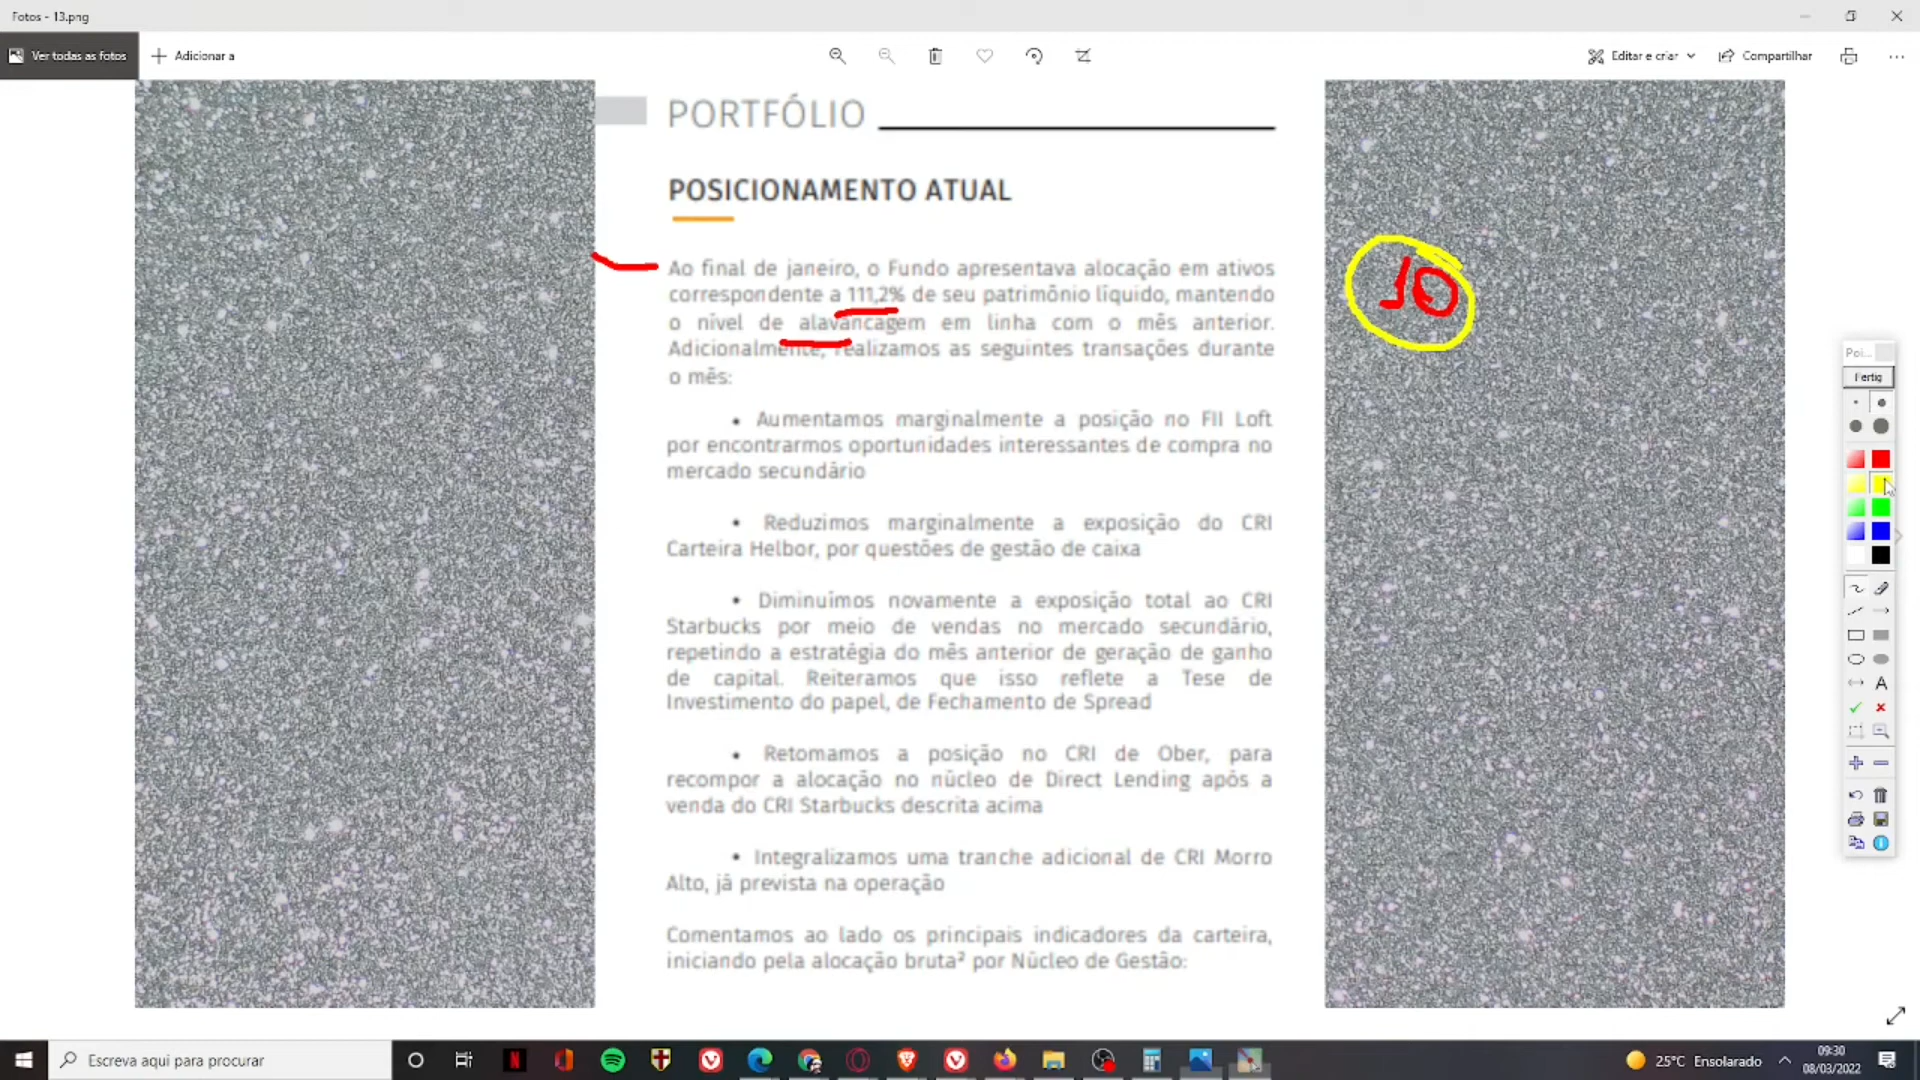 Fotos - 13.png
Ver todas as fotos
Adicionar a
Editar e criar
Compartilhar
PORTFÓLIO
POSICIONAMENTO ATUAL
Ao final de janeiro, o Fundo apresentava alocação em ativos
correspondente a 111,2% de seu patrimônio líquido, mantendo
o nível de alavancagem em linha com o mês anterior.
Adicionalmente, realizamos as seguintes transações durante
o mês:
• Aumentamos marginalmente a posição no FII Loft
por encontrarmos oportunidades interessantes de compra no
mercado secundário
• Reduzimos marginalmente a exposição do CRI
Carteira Helbor, por questões de gestão de caixa
• Diminuímos novamente a exposição total ao CRI
Starbucks por meio de vendas no mercado secundário,
repetindo a estratégia do mês anterior de geração de ganho
de capital. Reiteramos que isso reflete a Tese de
Investimento do papel, de Fechamento de Spread
• Retomamos a posição no CRI de Ober, para
recompor a alocação no núcleo de Direct Lending após a
venda do CRI Starbucks descrita acima
• Integralizamos uma tranche adicional de CRI Morro
Alto, já prevista na operação
Comentamos ao lado os principais indicadores da carteira,
iniciando pela alocação bruta² por Núcleo de Gestão:
10
Poi...
Fertig
A
Escreva aqui para procurar
25°C Ensolarado
09:30
08/03/2022